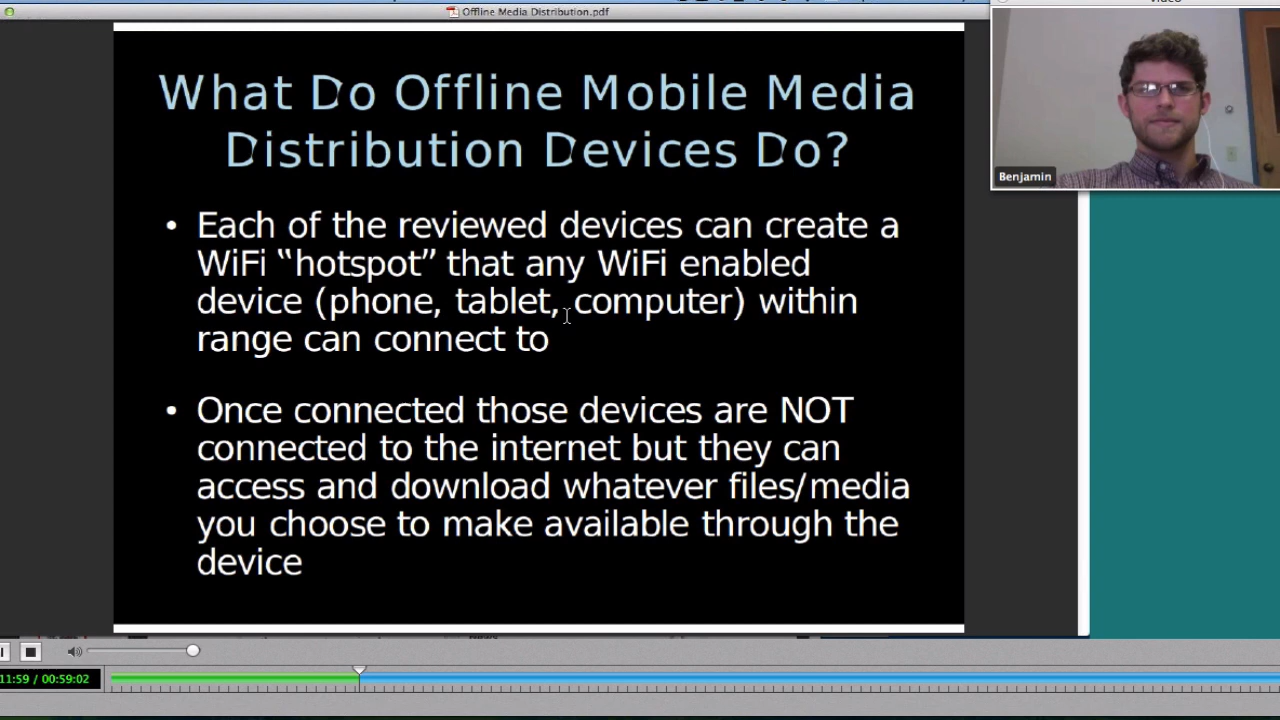 Offline Media Distribution.pdf
What Do Offline Mobile Media
Distribution Devices Do?
• Each of the reviewed devices can create a
WiFi “hotspot” that any WiFi enabled
device (phone, tablet, computer) within
range can connect to
• Once connected those devices are NOT
connected to the internet but they can
access and download whatever files/media
you choose to make available through the
device
Benjamin
11:59 / 00:59:02